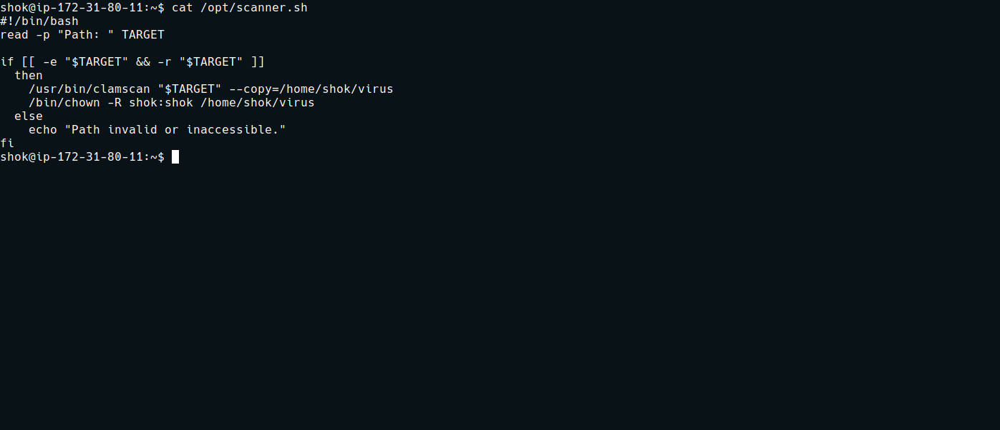 shok@ip-172-31-80-11:~$ cat /opt/scanner.sh
#!/bin/bash
read -p "Path: " TARGET

if [[ -e "$TARGET" && -r "$TARGET" ]]
  then
    /usr/bin/clamscan "$TARGET" --copy=/home/shok/virus
    /bin/chown -R shok:shok /home/shok/virus
  else
    echo "Path invalid or inaccessible."
fi
shok@ip-172-31-80-11:~$